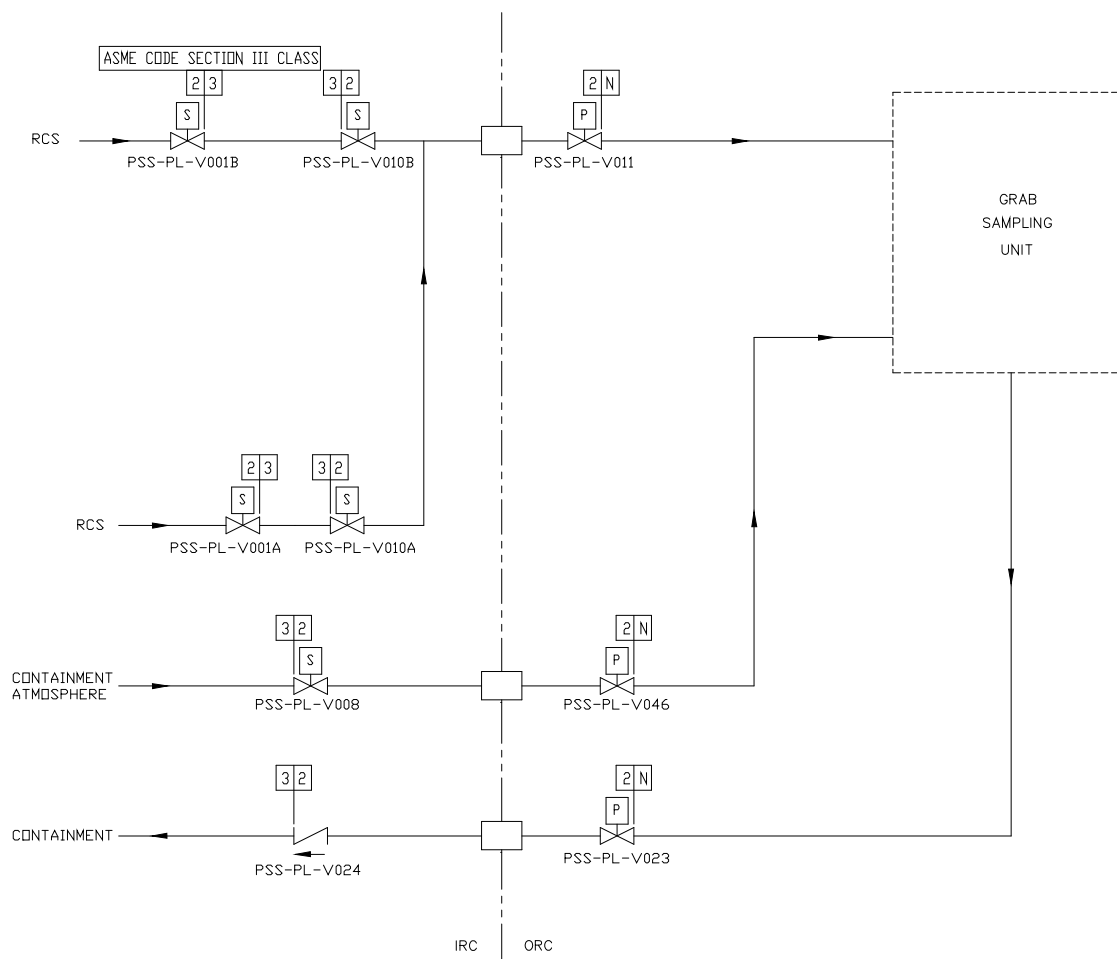 ASME CODE SECTION III CLASS
2 3
3 2
2 N
S
S
P
RCS
PSS-PL-V001B
PSS-PL-V010B
PSS-PL-V011
GRAB
SAMPLING
UNIT
2 3
3 2
S
S
RCS
PSS-PL-V001A
PSS-PL-V010A
3 2
2 N
S
P
CONTAINMENT
ATMOSPHERE
PSS-PL-V008
PSS-PL-V046
3 2
2 N
P
CONTAINMENT
PSS-PL-V024
PSS-PL-V023
IRC
ORC